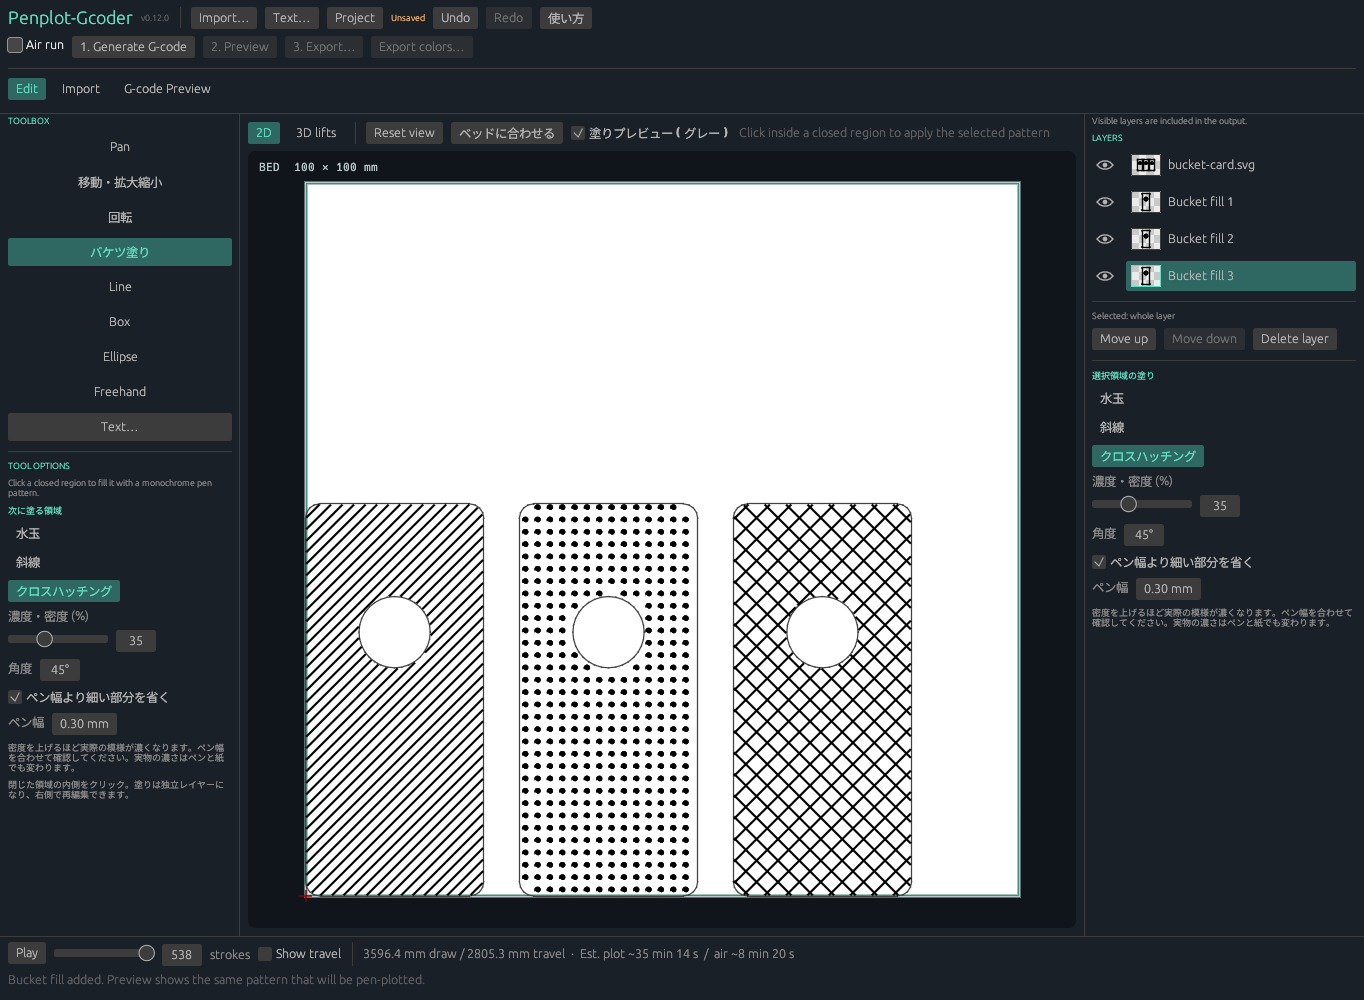 Penplot-Gcoder v0.12.0 Import... Text... Project Unsaved Undo Redo 使い方
Air run 1. Generate G-code 2. Preview 3. Export... Export colors...
Edit Import G-code Preview
TOOLBOX
Pan
移動・拡大縮小
回転
バケツ塗り
Line
Box
Ellipse
Freehand
Text...
TOOL OPTIONS
Click a closed region to fill it with a monochrome pen
pattern.
次に塗る領域
水玉
斜線
クロスハッチング
濃度・密度 (%)
35
角度 45°
ペン幅より細い部分を省く
ペン幅 0.30 mm
密度を上げるほど実際の模様が濃くなります。ペン幅
を合わせて確認してください。実物の濃さはペンと紙
でも変わります。
閉じた領域の内側をクリック。塗りは独立レイヤーに
なり、右側で再編集できます。
2D 3D lifts Reset view ベッドに合わせる 塗りプレビュー ( グレー ) Click inside a closed region to apply the selected pattern
BED 100 × 100 mm
Visible layers are included in the output.
LAYERS
bucket-card.svg
Bucket fill 1
Bucket fill 2
Bucket fill 3
Selected: whole layer
Move up Move down Delete layer
選択領域の塗り
水玉
斜線
クロスハッチング
濃度・密度 (%)
35
角度 45°
ペン幅より細い部分を省く
ペン幅 0.30 mm
密度を上げるほど実際の模様が濃くなります。ペン幅を合わせて
確認してください。実物の濃さはペンと紙でも変わります。
Play 538 strokes Show travel 3596.4 mm draw / 2805.3 mm travel · Est. plot ~35 min 14 s / air ~8 min 20 s
Bucket fill added. Preview shows the same pattern that will be pen-plotted.